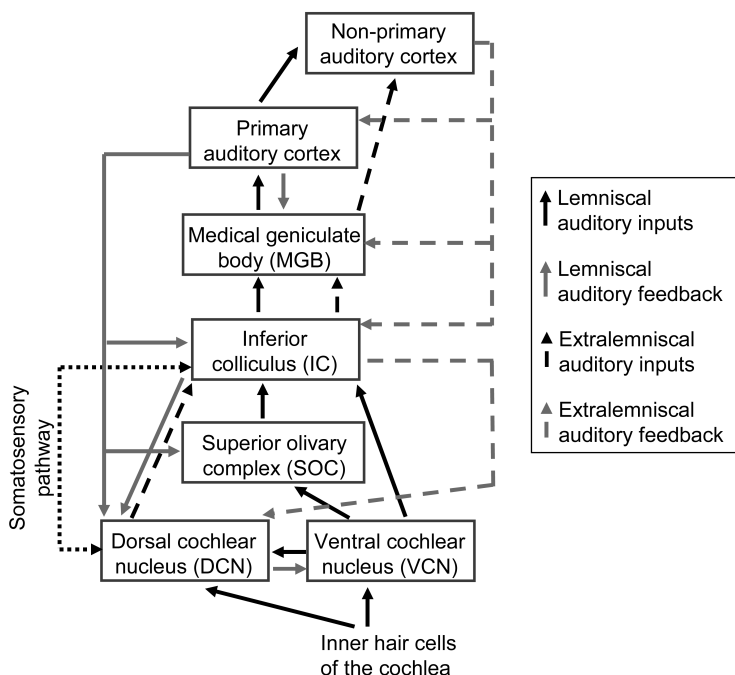 Non-primary
auditory cortex
Primary
auditory cortex
Medical geniculate
body (MGB)
Inferior
colliculus (IC)
Superior olivary
complex (SOC)
Dorsal cochlear
nucleus (DCN)
Ventral cochlear
nucleus (VCN)
Inner hair cells
of the cochlea
Somatosensory
pathway
Lemniscal
auditory inputs
Lemniscal
auditory feedback
Extralemniscal
auditory inputs
Extralemniscal
auditory feedback